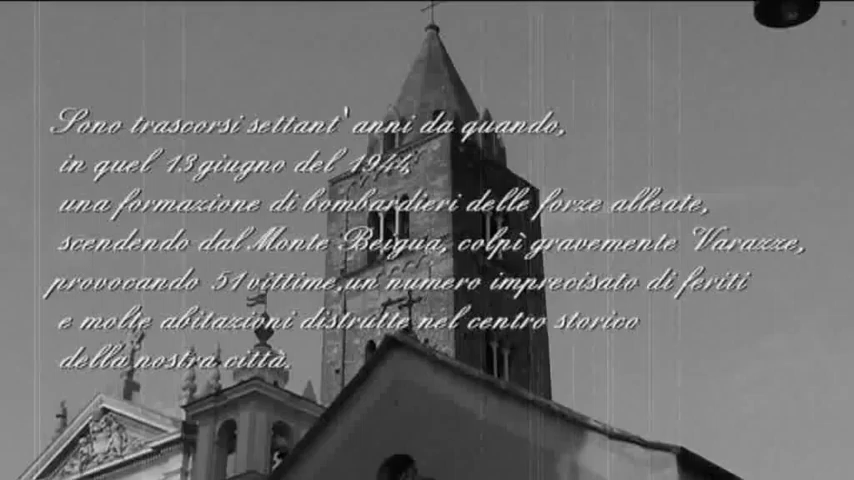 Sono trascorsi settant' anni da quando,
in quel 13 giugno del 1944,
una formazione di bombardieri delle forze alleate,
scendendo dal Monte Beigua, colpì gravemente Varazze,
provocando 51 vittime, un numero imprecisato di feriti
e molte abitazioni distrutte nel centro storico
della nostra città.